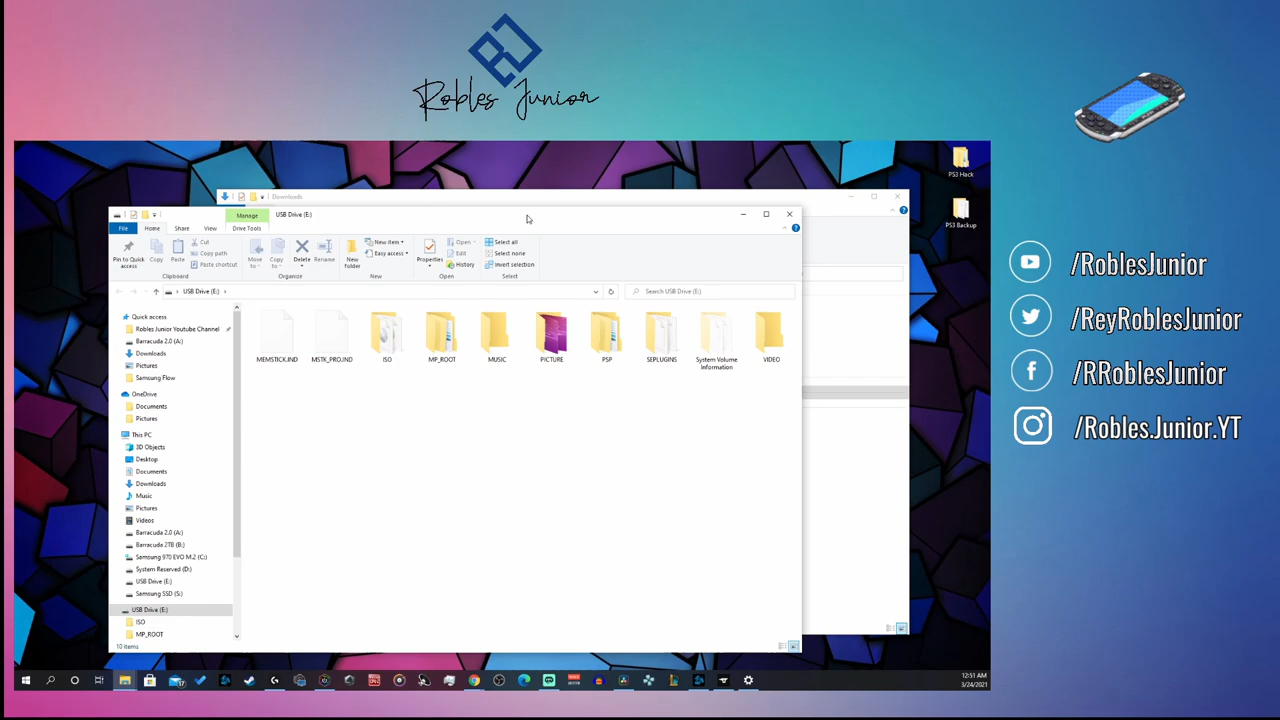 Robles Junior
PS3 Hack
PS3 Backup
Downloads
Manage
USB Drive (E:)
File
Home
Share
View
Drive Tools
Pin to Quick access
Copy
Paste
Cut
Copy path
Paste shortcut
Clipboard
Move to
Copy to
Delete
Rename
Organize
New folder
New item
Easy access
New
Properties
Open
Edit
History
Open
Select all
Select none
Invert selection
Select
USB Drive (E:)
Search USB Drive (E:)
Quick access
Robles Junior Youtube Channel
Barracuda 2.0 (A:)
Downloads
Pictures
Samsung Flow
OneDrive
Documents
Pictures
This PC
3D Objects
Desktop
Documents
Downloads
Music
Pictures
Videos
Barracuda 2.0 (A:)
Barracuda 2TB (B:)
Samsung 970 EVO M.2 (C:)
System Reserved (D:)
USB Drive (E:)
Samsung SSD (S:)
USB Drive (E:)
ISO
MP_ROOT
10 items
MEMSTICK.IND
MSTK_PRO.IND
ISO
MP_ROOT
MUSIC
PICTURE
PSP
SEPLUGINS
System Volume
Information
VIDEO
/RoblesJunior
/ReyRoblesJunior
/RRoblesJunior
/Robles.Junior.YT
12:51 AM
3/24/2021